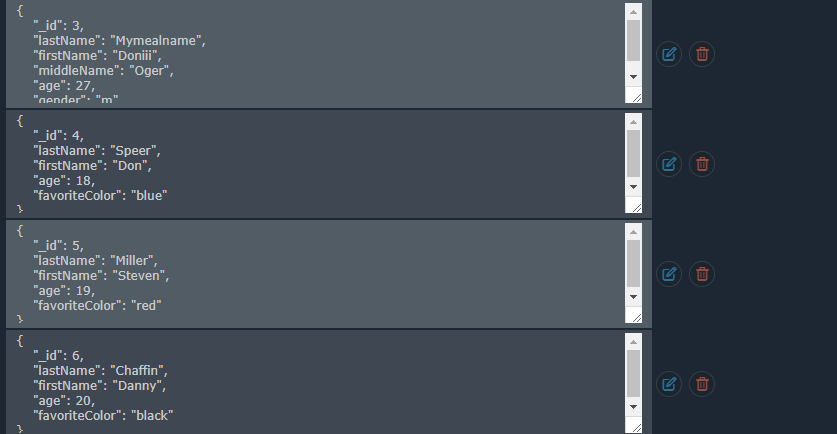 {
"_id": 3,
"lastName": "Mymealname",
"firstName": "Doniii",
"middleName": "Oger",
"age": 27,
"gender": "m"
{
"_id": 4,
"lastName": "Speer",
"firstName": "Don",
"age": 18,
"favoriteColor": "blue"
}
{
"_id": 5,
"lastName": "Miller",
"firstName": "Steven",
"age": 19,
"favoriteColor": "red"
}
{
"_id": 6,
"lastName": "Chaffin",
"firstName": "Danny",
"age": 20,
"favoriteColor": "black"
}